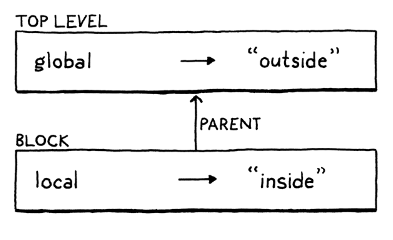 TOP LEVEL
global → “outside”
PARENT
BLOCK
local → “inside”